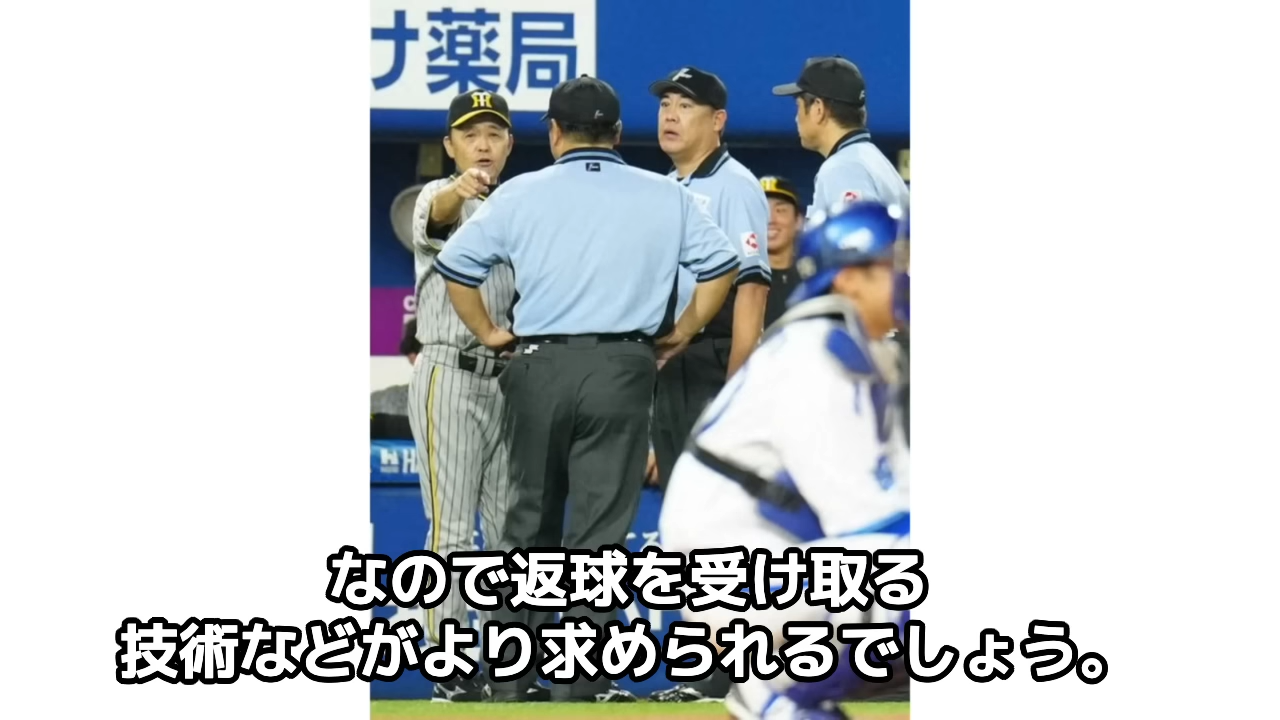 け薬局
なので返球を受け取る
技術などがより求められるでしょう。